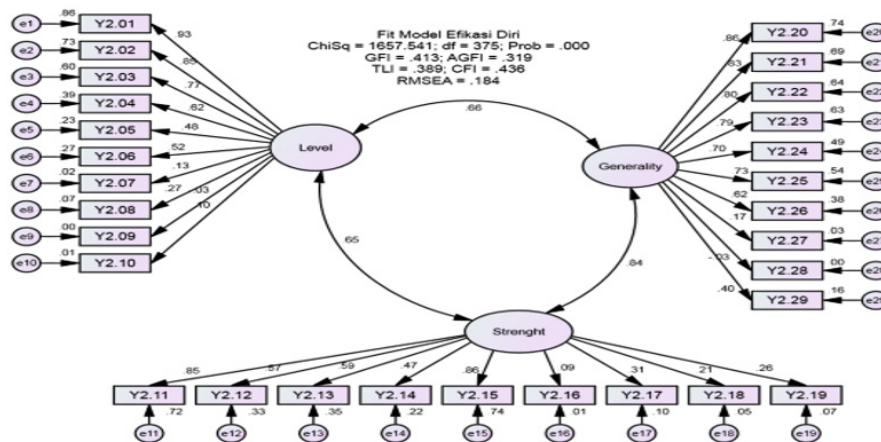 Fit Model Efikasi Diri
ChiSq = 1657.541; df = 375; Prob = .000
GFI = .413; AGFI = .319
TLI = .389; CFI = .436
RMSEA = .184
e1 .86 Y2.01 .93
e2 .73 Y2.02 .85
e3 .60 Y2.03 .77
e4 .39 Y2.04 .62
e5 .23 Y2.05 .48
e6 .27 Y2.06 .52
e7 .02 Y2.07 .13
e8 .07 Y2.08 .27
e9 .00 Y2.09 -.03
e10 .01 Y2.10 .10
Level
.66
Generality
.86 Y2.20 .74
.83 Y2.21 .69
.80 Y2.22 .64
.79 Y2.23 .63
.70 Y2.24 .49
.73 Y2.25 .54
.62 Y2.26 .38
.17 Y2.27 .03
-.03 Y2.28 .00
.40 Y2.29 .16
.65
.84
Strenght
.85 .57 .59 .47 .86 .09 .31 .21 .26
Y2.11 Y2.12 Y2.13 Y2.14 Y2.15 Y2.16 Y2.17 Y2.18 Y2.19
.72 .33 .35 .22 .74 .01 .10 .05 .07
e11 e12 e13 e14 e15 e16 e17 e18 e19